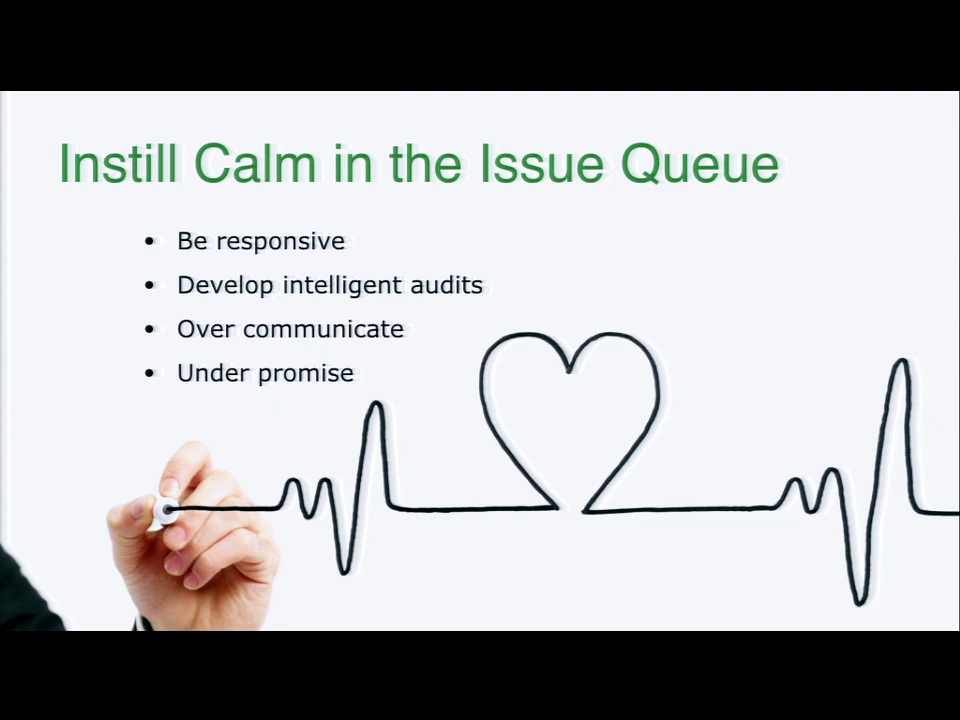 Instill Calm in the Issue Queue
• Be responsive
• Develop intelligent audits
• Over communicate
• Under promise